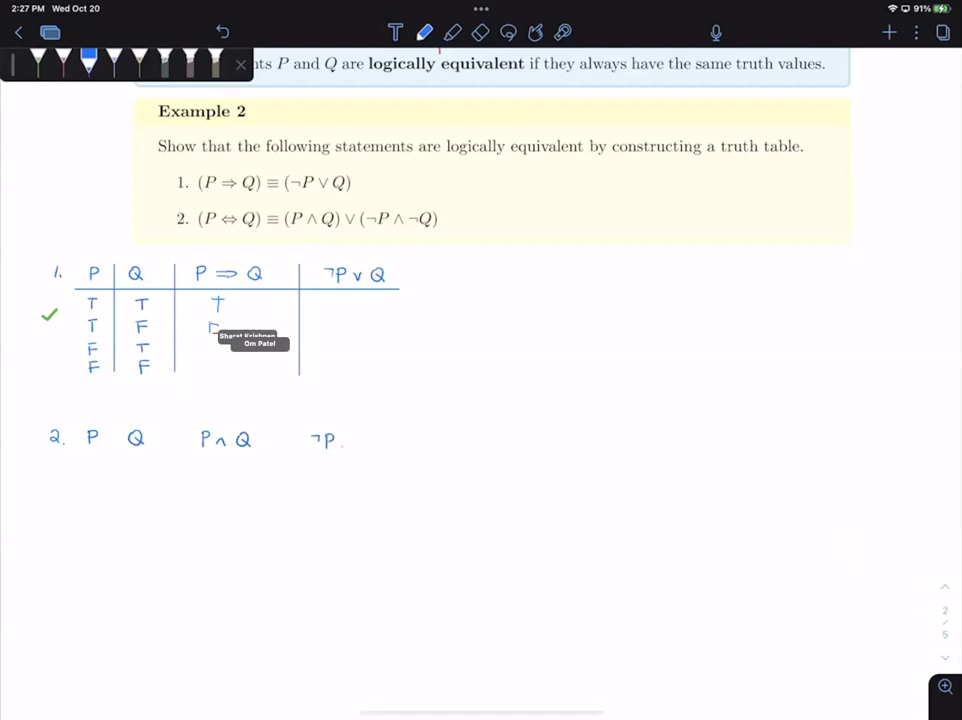 2:27 PM Wed Oct 20
91%
nts P and Q are logically equivalent if they always have the same truth values.
Example 2
Show that the following statements are logically equivalent by constructing a truth table.
1. (P ⇒ Q) ≡ (¬P ∨ Q)
2. (P ⇔ Q) ≡ (P ∧ Q) ∨ (¬P ∧ ¬Q)
1. P Q P ⇒ Q ¬P ∨ Q
T T T
T F
Om Patel
F T
F F
2. P Q P ∧ Q ¬P
2
/
5